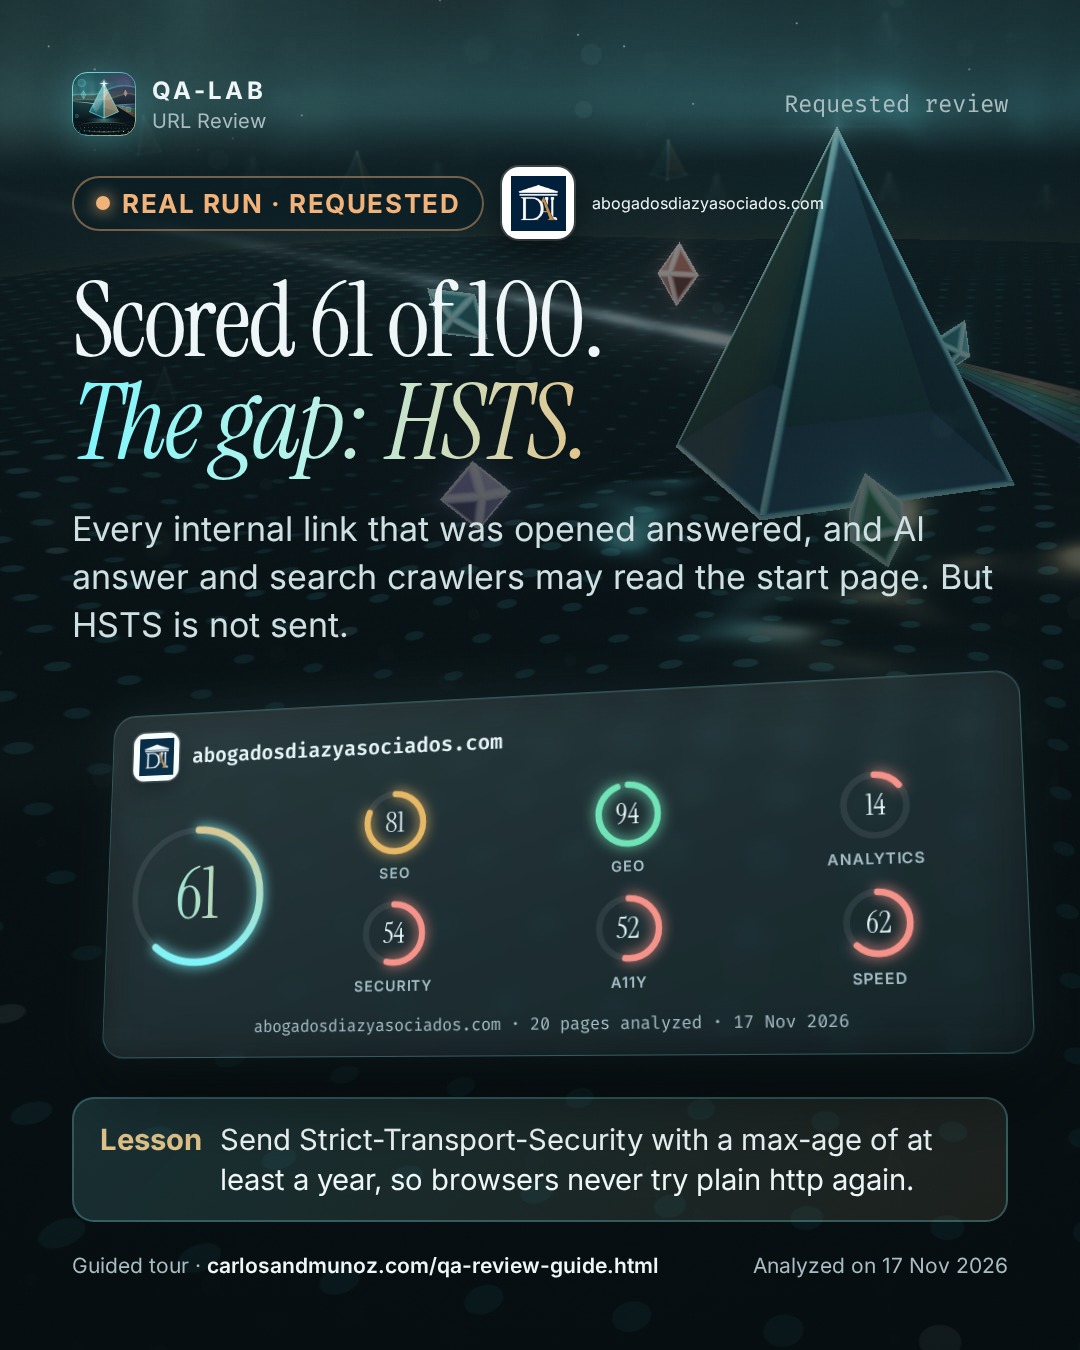 QA-LAB
URL Review
Requested review
REAL RUN · REQUESTED
abogadosdiazyasociados.com
Scored 61 of 100.
The gap: HSTS.
Every internal link that was opened answered, and AI
answer and search crawlers may read the start page. But
HSTS is not sent.
abogadosdiazyasociados.com
61
81
SEO
94
GEO
14
ANALYTICS
54
SECURITY
52
A11Y
62
SPEED
abogadosdiazyasociados.com · 20 pages analyzed · 17 Nov 2026
Lesson Send Strict-Transport-Security with a max-age of at
least a year, so browsers never try plain http again.
Guided tour · carlosandmunoz.com/qa-review-guide.html
Analyzed on 17 Nov 2026